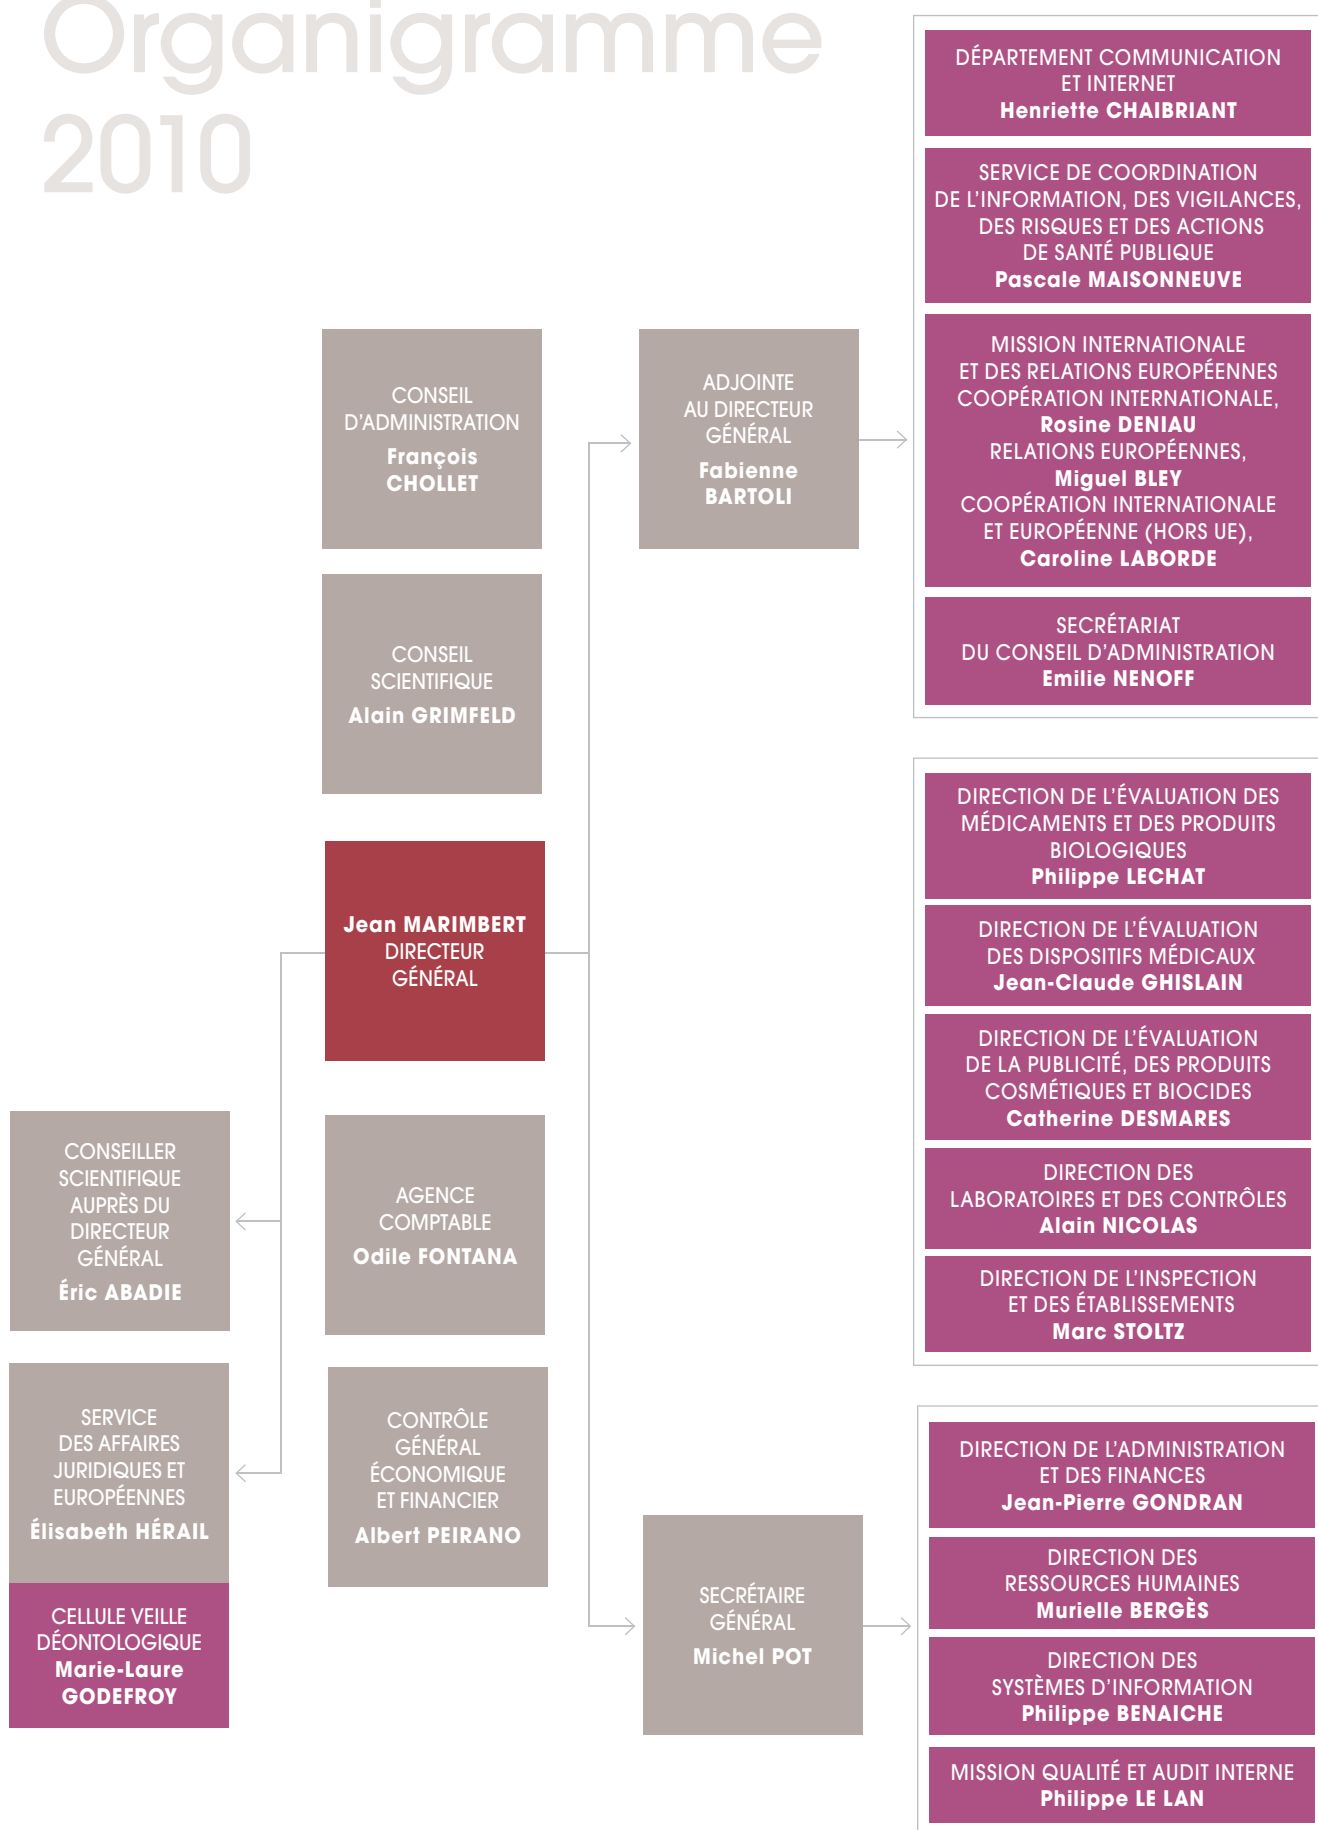 Organigramme
2010
CONSEIL
D'ADMINISTRATION
François
CHOLLET
CONSEIL
SCIENTIFIQUE
Alain GRIMFELD
Jean MARIMBERT
DIRECTEUR
GÉNÉRAL
AGENCE
COMPTABLE
Odile FONTANA
CONTRÔLE
GÉNÉRAL
ÉCONOMIQUE
ET FINANCIER
Albert PEIRANO
CONSEILLER
SCIENTIFIQUE
AUPRÈS DU
DIRECTEUR
GÉNÉRAL
Éric ABADIE
SERVICE
DES AFFAIRES
JURIDIQUES ET
EUROPÉENNES
Élisabeth HÉRAIL
CELLULE VEILLE
DÉONTOLOGIQUE
Marie-Laure
GODEFROY
ADJOINTE
AU DIRECTEUR
GÉNÉRAL
Fabienne
BARTOLI
SECRÉTAIRE
GÉNÉRAL
Michel POT
DÉPARTEMENT COMMUNICATION
ET INTERNET
Henriette CHAIBRIANT
SERVICE DE COORDINATION
DE L'INFORMATION, DES VIGILANCES,
DES RISQUES ET DES ACTIONS
DE SANTÉ PUBLIQUE
Pascale MAISONNEUVE
MISSION INTERNATIONALE
ET DES RELATIONS EUROPÉENNES
COOPÉRATION INTERNATIONALE,
Rosine DENIAU
RELATIONS EUROPÉENNES,
Miguel BLEY
COOPÉRATION INTERNATIONALE
ET EUROPÉENNE (HORS UE),
Caroline LABORDE
SECRÉTARIAT
DU CONSEIL D'ADMINISTRATION
Emilie NENOFF
DIRECTION DE L'ÉVALUATION DES
MÉDICAMENTS ET DES PRODUITS
BIOLOGIQUES
Philippe LECHAT
DIRECTION DE L'ÉVALUATION
DES DISPOSITIFS MÉDICAUX
Jean-Claude GHISLAIN
DIRECTION DE L'ÉVALUATION
DE LA PUBLICITÉ, DES PRODUITS
COSMÉTIQUES ET BIOCIDES
Catherine DESMARES
DIRECTION DES
LABORATOIRES ET DES CONTRÔLES
Alain NICOLAS
DIRECTION DE L'INSPECTION
ET DES ÉTABLISSEMENTS
Marc STOLTZ
DIRECTION DE L'ADMINISTRATION
ET DES FINANCES
Jean-Pierre GONDRAN
DIRECTION DES
RESSOURCES HUMAINES
Murielle BERGÈS
DIRECTION DES
SYSTÈMES D'INFORMATION
Philippe BENAICHE
MISSION QUALITÉ ET AUDIT INTERNE
Philippe LE LAN